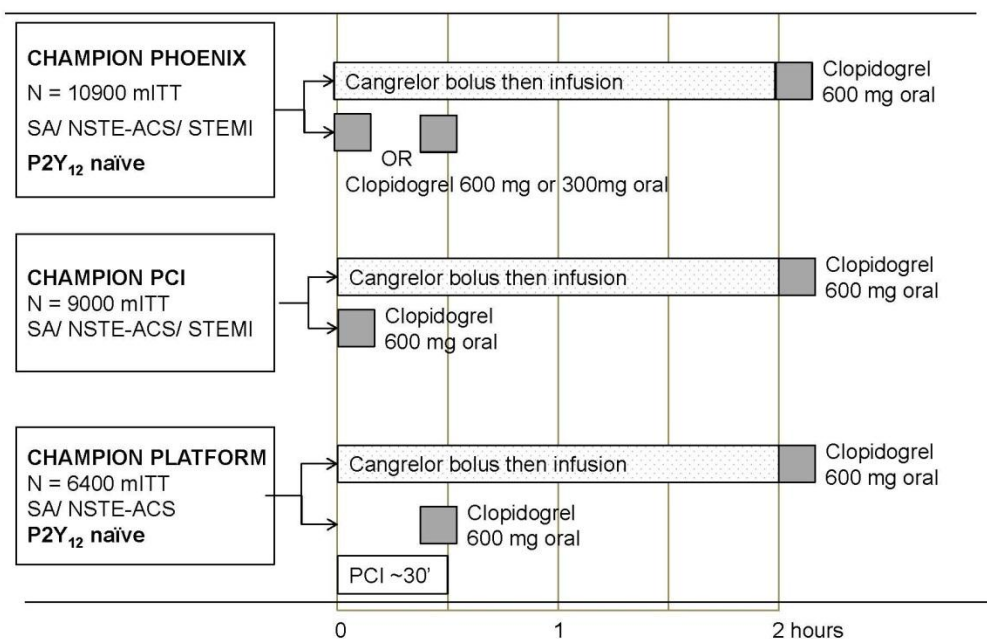 CHAMPION PHOENIX
N = 10900 mITT
SA/ NSTE-ACS/ STEMI
P2Y₁₂ naïve
Cangrelor bolus then infusion
Clopidogrel
600 mg oral
OR
Clopidogrel 600 mg or 300mg oral
CHAMPION PCI
N = 9000 mITT
SA/ NSTE-ACS/ STEMI
Cangrelor bolus then infusion
Clopidogrel
600 mg oral
Clopidogrel
600 mg oral
CHAMPION PLATFORM
N = 6400 mITT
SA/ NSTE-ACS
P2Y₁₂ naïve
Cangrelor bolus then infusion
Clopidogrel
600 mg oral
Clopidogrel
600 mg oral
PCI ~30’
0 1 2 hours